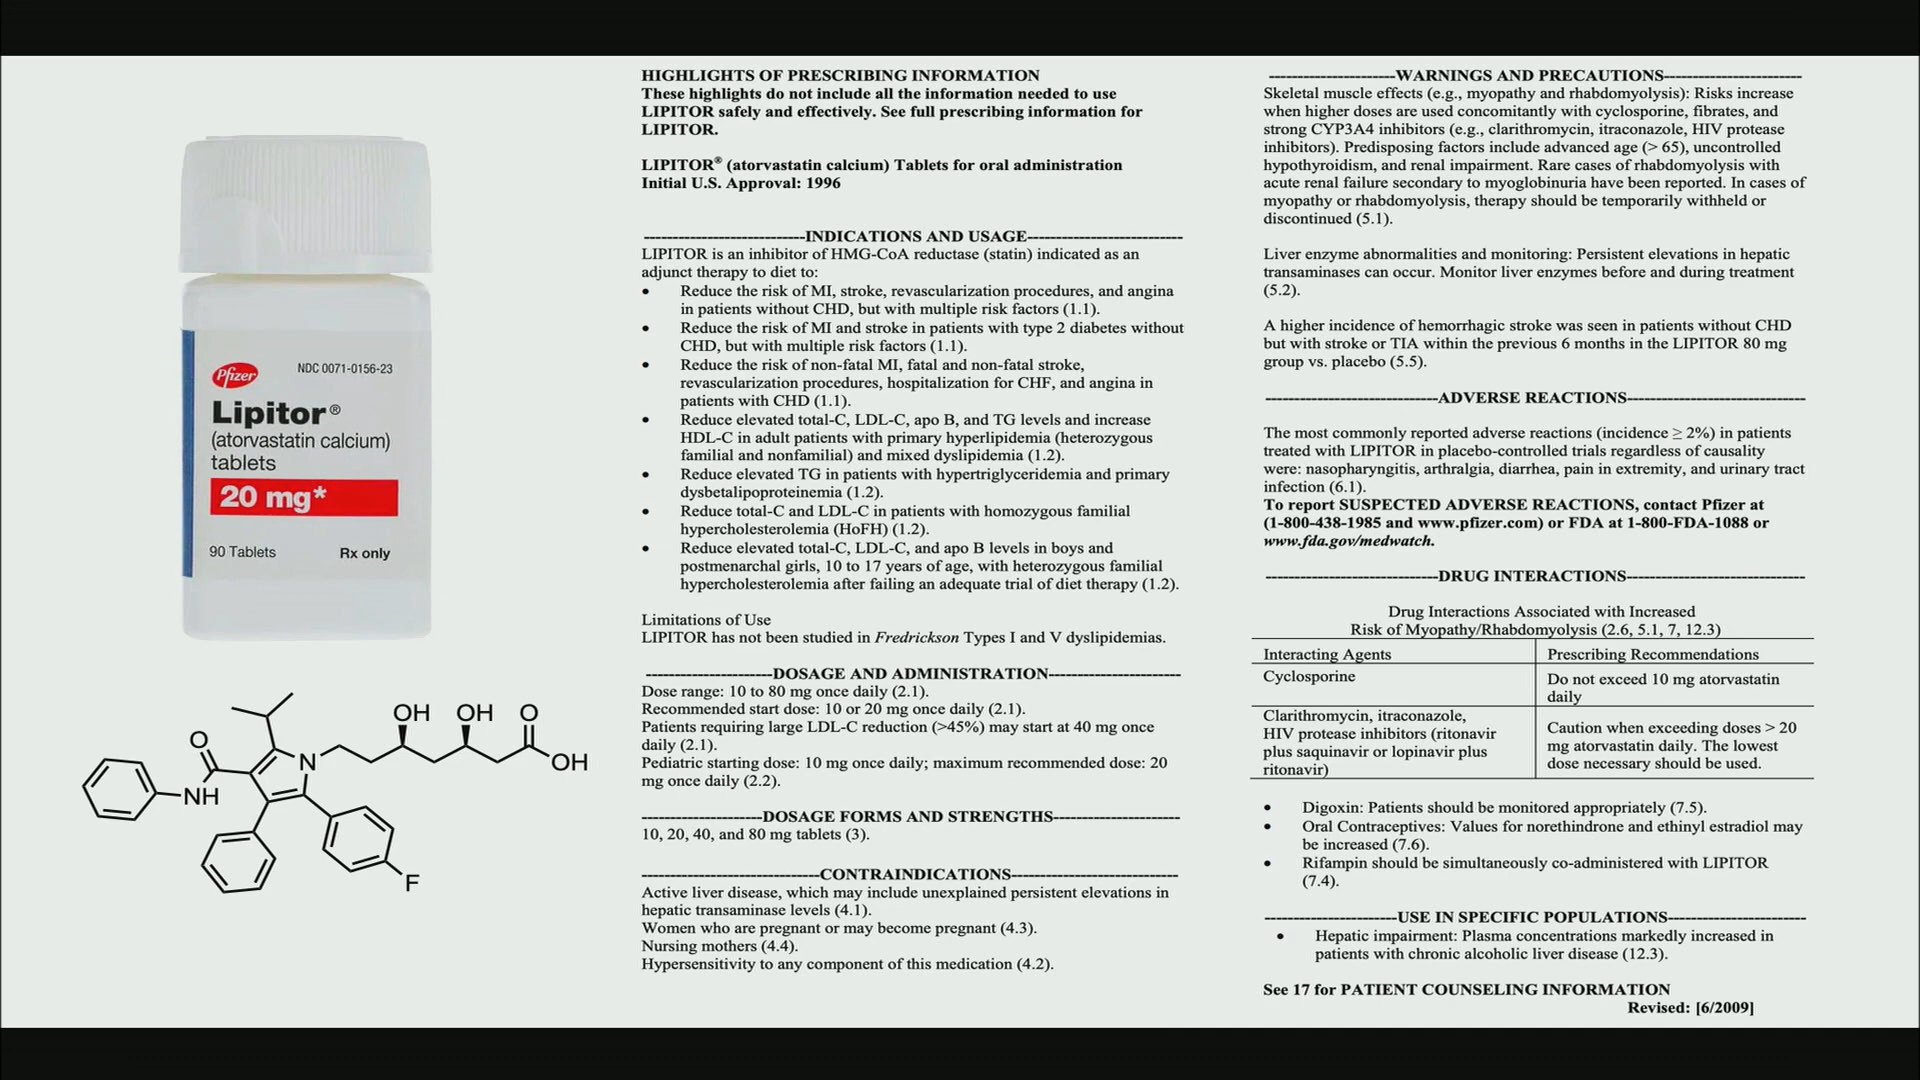 Pfizer
NDC 0071-0156-23
Lipitor®
(atorvastatin calcium)
tablets
20 mg*
90 Tablets
Rx only
OH
OH
O
OH
O
N
NH
F
HIGHLIGHTS OF PRESCRIBING INFORMATION
These highlights do not include all the information needed to use
LIPITOR safely and effectively. See full prescribing information for
LIPITOR.
LIPITOR® (atorvastatin calcium) Tablets for oral administration
Initial U.S. Approval: 1996
----------------------------INDICATIONS AND USAGE---------------------------
LIPITOR is an inhibitor of HMG-CoA reductase (statin) indicated as an
adjunct therapy to diet to:
• Reduce the risk of MI, stroke, revascularization procedures, and angina
in patients without CHD, but with multiple risk factors (1.1).
• Reduce the risk of MI and stroke in patients with type 2 diabetes without
CHD, but with multiple risk factors (1.1).
• Reduce the risk of non-fatal MI, fatal and non-fatal stroke,
revascularization procedures, hospitalization for CHF, and angina in
patients with CHD (1.1).
• Reduce elevated total-C, LDL-C, apo B, and TG levels and increase
HDL-C in adult patients with primary hyperlipidemia (heterozygous
familial and nonfamilial) and mixed dyslipidemia (1.2).
• Reduce elevated TG in patients with hypertriglyceridemia and primary
dysbetalipoproteinemia (1.2).
• Reduce total-C and LDL-C in patients with homozygous familial
hypercholesterolemia (HoFH) (1.2).
• Reduce elevated total-C, LDL-C, and apo B levels in boys and
postmenarchal girls, 10 to 17 years of age, with heterozygous familial
hypercholesterolemia after failing an adequate trial of diet therapy (1.2).
Limitations of Use
LIPITOR has not been studied in Fredrickson Types I and V dyslipidemias.
----------------------DOSAGE AND ADMINISTRATION-----------------------
Dose range: 10 to 80 mg once daily (2.1).
Recommended start dose: 10 or 20 mg once daily (2.1).
Patients requiring large LDL-C reduction (>45%) may start at 40 mg once
daily (2.1).
Pediatric starting dose: 10 mg once daily; maximum recommended dose: 20
mg once daily (2.2).
---------------------DOSAGE FORMS AND STRENGTHS----------------------
10, 20, 40, and 80 mg tablets (3).
-------------------------------CONTRAINDICATIONS-----------------------------
Active liver disease, which may include unexplained persistent elevations in
hepatic transaminase levels (4.1).
Women who are pregnant or may become pregnant (4.3).
Nursing mothers (4.4).
Hypersensitivity to any component of this medication (4.2).
----------------------WARNINGS AND PRECAUTIONS------------------------
Skeletal muscle effects (e.g., myopathy and rhabdomyolysis): Risks increase
when higher doses are used concomitantly with cyclosporine, fibrates, and
strong CYP3A4 inhibitors (e.g., clarithromycin, itraconazole, HIV protease
inhibitors). Predisposing factors include advanced age (> 65), uncontrolled
hypothyroidism, and renal impairment. Rare cases of rhabdomyolysis with
acute renal failure secondary to myoglobinuria have been reported. In cases of
myopathy or rhabdomyolysis, therapy should be temporarily withheld or
discontinued (5.1).
Liver enzyme abnormalities and monitoring: Persistent elevations in hepatic
transaminases can occur. Monitor liver enzymes before and during treatment
(5.2).
A higher incidence of hemorrhagic stroke was seen in patients without CHD
but with stroke or TIA within the previous 6 months in the LIPITOR 80 mg
group vs. placebo (5.5).
------------------------------ADVERSE REACTIONS-------------------------------
The most commonly reported adverse reactions (incidence ≥ 2%) in patients
treated with LIPITOR in placebo-controlled trials regardless of causality
were: nasopharyngitis, arthralgia, diarrhea, pain in extremity, and urinary tract
infection (6.1).
To report SUSPECTED ADVERSE REACTIONS, contact Pfizer at
(1-800-438-1985 and www.pfizer.com) or FDA at 1-800-FDA-1088 or
www.fda.gov/medwatch.
------------------------------DRUG INTERACTIONS-------------------------------
Drug Interactions Associated with Increased
Risk of Myopathy/Rhabdomyolysis (2.6, 5.1, 7, 12.3)
Interacting Agents
Prescribing Recommendations
Cyclosporine
Do not exceed 10 mg atorvastatin
daily
Clarithromycin, itraconazole,
HIV protease inhibitors (ritonavir
plus saquinavir or lopinavir plus
ritonavir)
Caution when exceeding doses > 20
mg atorvastatin daily. The lowest
dose necessary should be used.
• Digoxin: Patients should be monitored appropriately (7.5).
• Oral Contraceptives: Values for norethindrone and ethinyl estradiol may
be increased (7.6).
• Rifampin should be simultaneously co-administered with LIPITOR
(7.4).
-----------------------USE IN SPECIFIC POPULATIONS------------------------
• Hepatic impairment: Plasma concentrations markedly increased in
patients with chronic alcoholic liver disease (12.3).
See 17 for PATIENT COUNSELING INFORMATION
Revised: [6/2009]